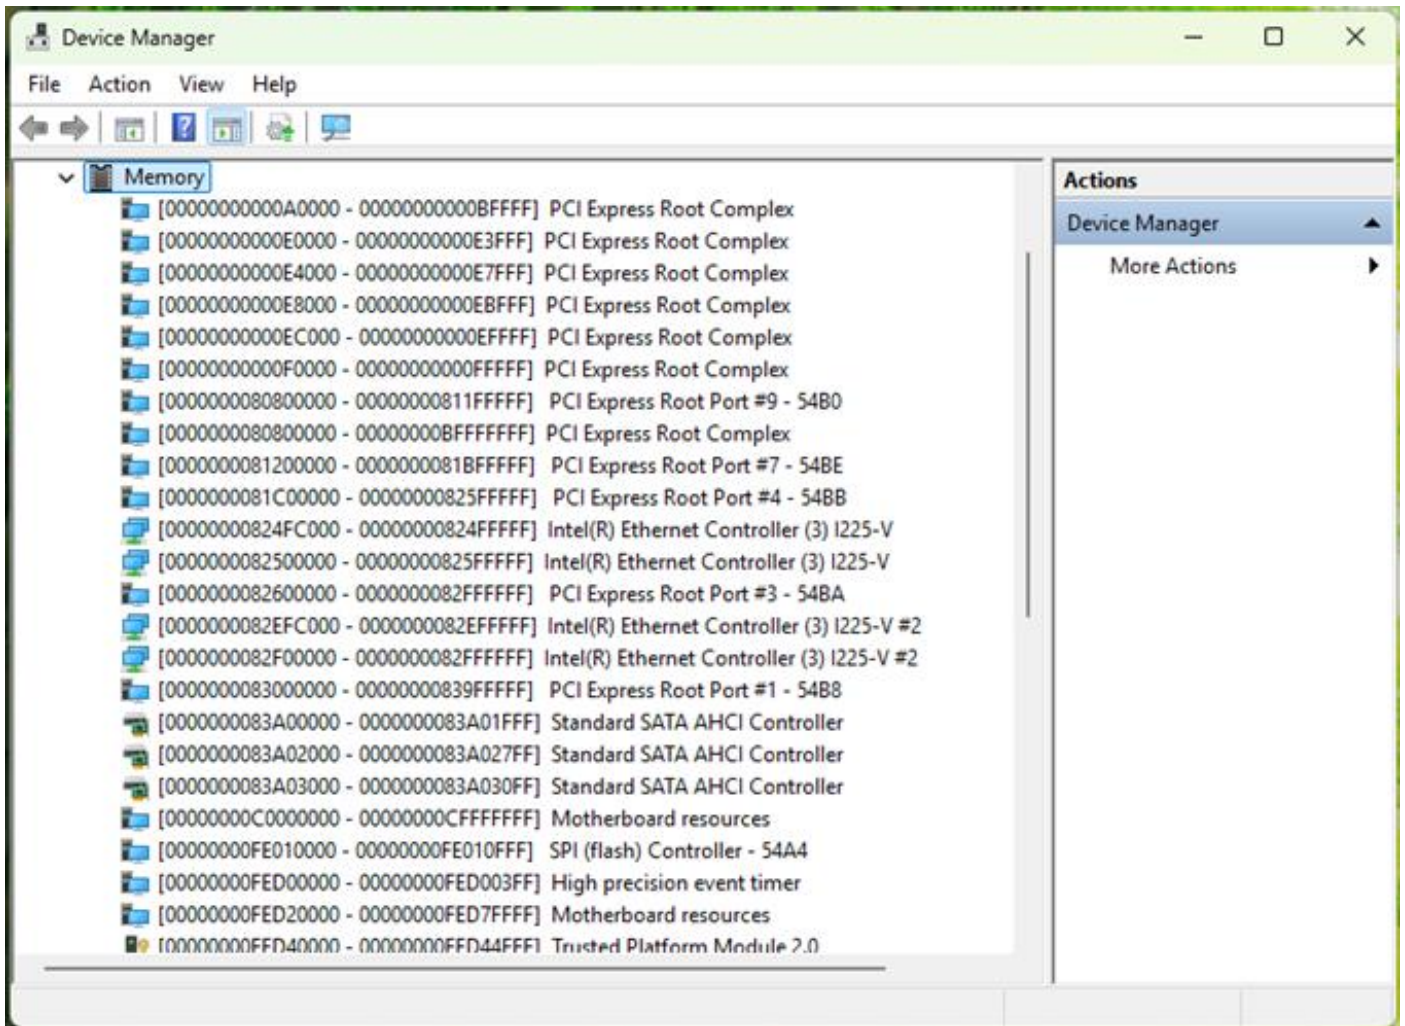 Device Manager
File Action View Help
Memory
[00000000000A0000 - 00000000000BFFFF] PCI Express Root Complex
[00000000000E0000 - 00000000000E3FFF] PCI Express Root Complex
[00000000000E4000 - 00000000000E7FFF] PCI Express Root Complex
[00000000000E8000 - 00000000000EBFFF] PCI Express Root Complex
[00000000000EC000 - 00000000000EFFFF] PCI Express Root Complex
[00000000000F0000 - 00000000000FFFFF] PCI Express Root Complex
[0000000080800000 - 00000000811FFFFF] PCI Express Root Port #9 - 54B0
[0000000080800000 - 00000000BFFFFFFF] PCI Express Root Complex
[0000000081200000 - 0000000081BFFFFF] PCI Express Root Port #7 - 54BE
[0000000081C00000 - 00000000825FFFFF] PCI Express Root Port #4 - 54BB
[00000000824FC000 - 00000000824FFFFF] Intel(R) Ethernet Controller (3) I225-V
[0000000082500000 - 00000000825FFFFF] Intel(R) Ethernet Controller (3) I225-V
[0000000082600000 - 0000000082FFFFFF] PCI Express Root Port #3 - 54BA
[0000000082EFC000 - 0000000082EFFFFF] Intel(R) Ethernet Controller (3) I225-V #2
[0000000082F00000 - 0000000082FFFFFF] Intel(R) Ethernet Controller (3) I225-V #2
[0000000083000000 - 00000000839FFFFF] PCI Express Root Port #1 - 54B8
[0000000083A00000 - 0000000083A01FFF] Standard SATA AHCI Controller
[0000000083A02000 - 0000000083A027FF] Standard SATA AHCI Controller
[0000000083A03000 - 0000000083A030FF] Standard SATA AHCI Controller
[00000000C0000000 - 00000000CFFFFFFF] Motherboard resources
[00000000FE010000 - 00000000FE010FFF] SPI (flash) Controller - 54A4
[00000000FED00000 - 00000000FED003FF] High precision event timer
[00000000FED20000 - 00000000FED7FFFF] Motherboard resources
[00000000FED40000 - 00000000FED44FFF] Trusted Platform Module 2.0
Actions
Device Manager
More Actions